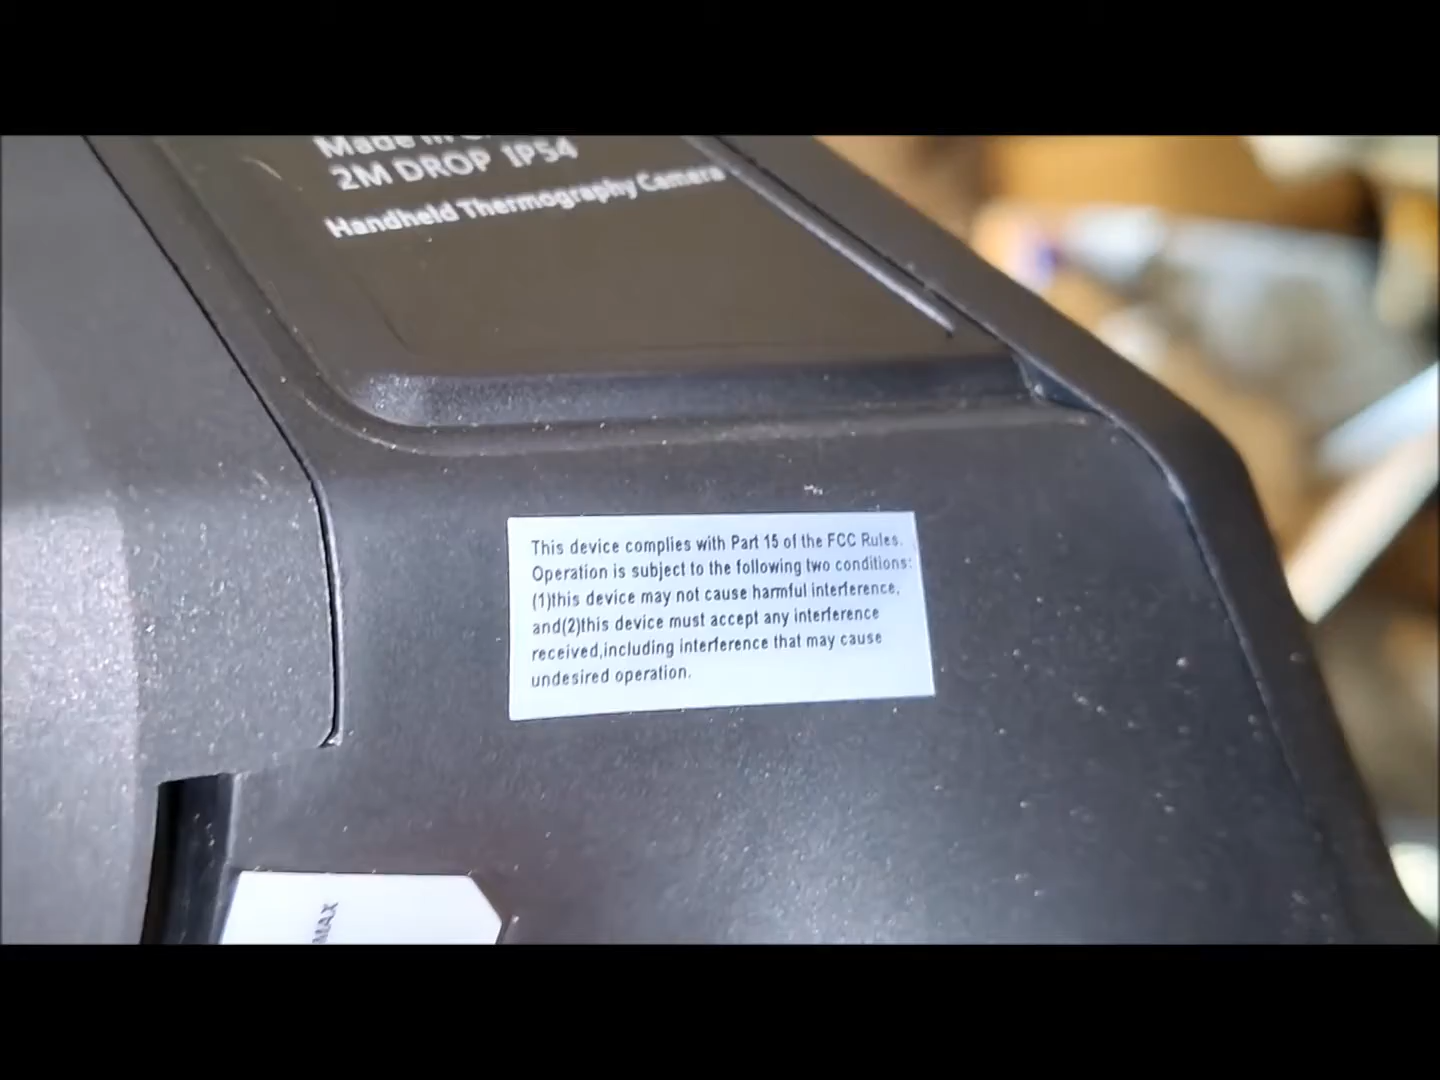 Made in
2M DROP IP54
Handheld Thermography Camera
This device complies with Part 15 of the FCC Rules.
Operation is subject to the following two conditions:
(1)this device may not cause harmful interference,
and(2)this device must accept any interference
received,including interference that may cause
undesired operation.
MAX